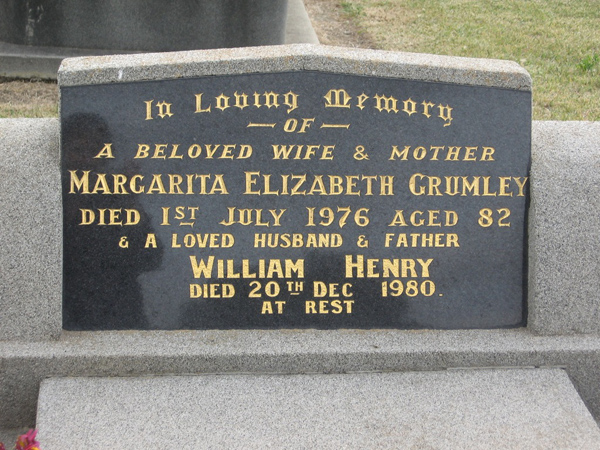 In Loving Memory
— OF —
A BELOVED WIFE & MOTHER
MARGARITA ELIZABETH CRUMLEY
DIED 1ST JULY 1976 AGED 82
& A LOVED HUSBAND & FATHER
WILLIAM HENRY
DIED 20TH DEC 1980.
AT REST